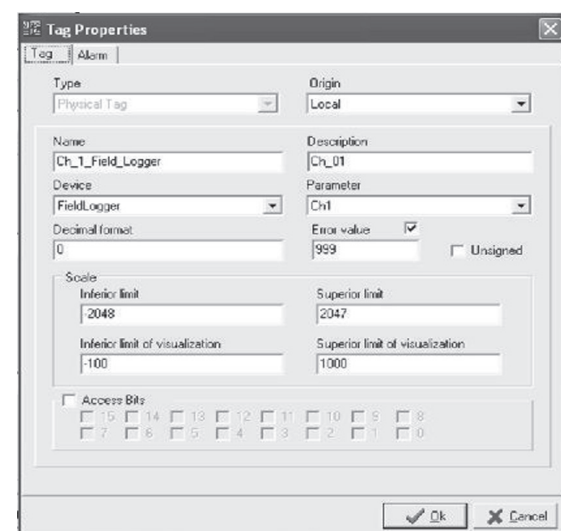 Tag Properties
Tag Alarm
Type Origin
Physical Tag Local
Name Description
Ch_1_Field_Logger Ch_01
Device Parameter
FieldLogger Ch1
Decimal format Error value
0 999 Unsigned
Scale
Inferior limit Superior limit
-2048 2047
Inferior limit of visualization Superior limit of visualization
-100 1000
Access Bits
15 14 13 12 11 10 9 8
7 6 5 4 3 2 1 0
Ok Cancel